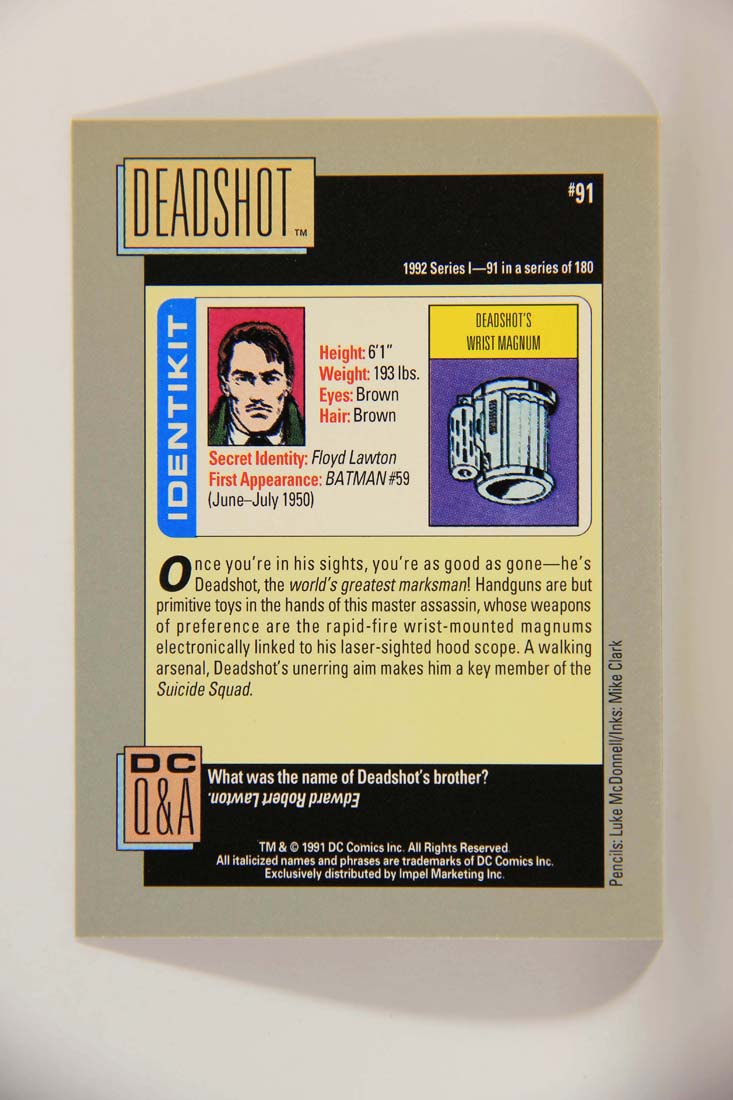 DEADSHOT™
#91
1992 Series I—91 in a series of 180
IDENTIKIT
Height: 6'1"
Weight: 193 lbs.
Eyes: Brown
Hair: Brown
Secret Identity: Floyd Lawton
First Appearance: BATMAN #59
(June–July 1950)
DEADSHOT'S
WRIST MAGNUM
Once you're in his sights, you're as good as gone—he's
Deadshot, the world's greatest marksman! Handguns are but
primitive toys in the hands of this master assassin, whose weapons
of preference are the rapid-fire wrist-mounted magnums
electronically linked to his laser-sighted hood scope. A walking
arsenal, Deadshot's unerring aim makes him a key member of the
Suicide Squad.
DC
Q&A
What was the name of Deadshot's brother?
Edward Robert Lawton.
TM & © 1991 DC Comics Inc. All Rights Reserved.
All italicized names and phrases are trademarks of DC Comics Inc.
Exclusively distributed by Impel Marketing Inc.
Pencils: Luke McDonnell/Inks: Mike Clark